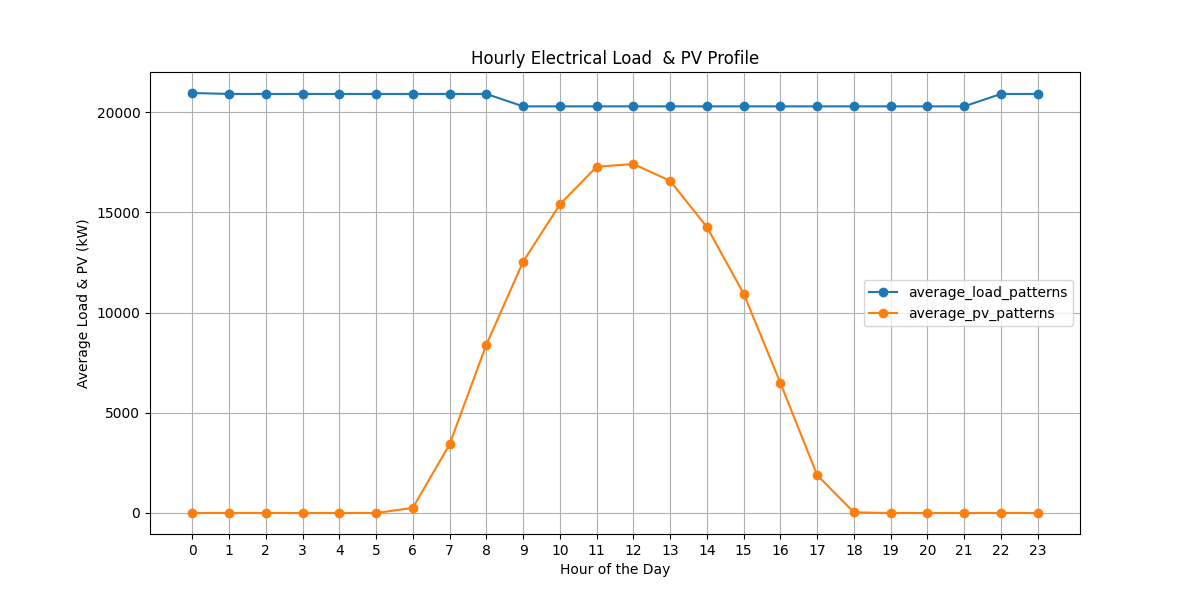 Hourly Electrical Load  & PV Profile
Average Load & PV (kW)
20000
15000
10000
5000
0
average_load_patterns
average_pv_patterns
0 1 2 3 4 5 6 7 8 9 10 11 12 13 14 15 16 17 18 19 20 21 22 23
Hour of the Day